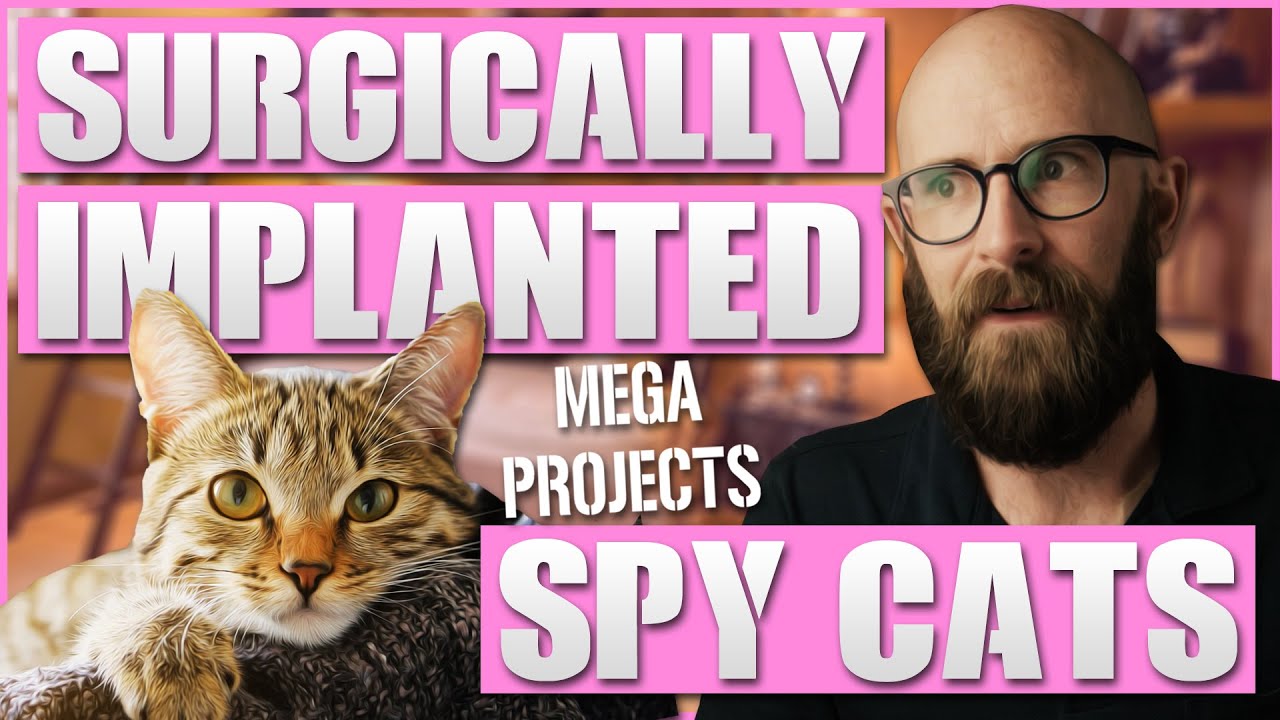 SURGICALLY
IMPLANTED
MEGA
PROJECTS
SPY CATS